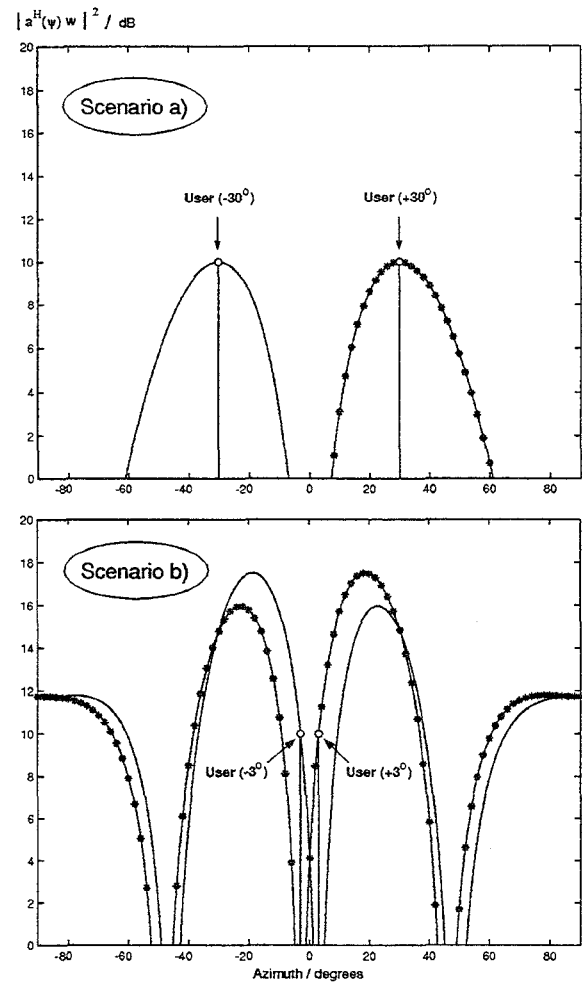 | a^H(ψ) w |^2 / dB
20
18
Scenario a)
16
14
12
User (-30°) User (+30°)
10
8
6
4
2
0
-80 -60 -40 -20 0 20 40 60 80
20
18
Scenario b)
16
14
12
10
User (-3°) User (+3°)
8
6
4
2
0
-80 -60 -40 -20 0 20 40 60 80
Azimuth / degrees